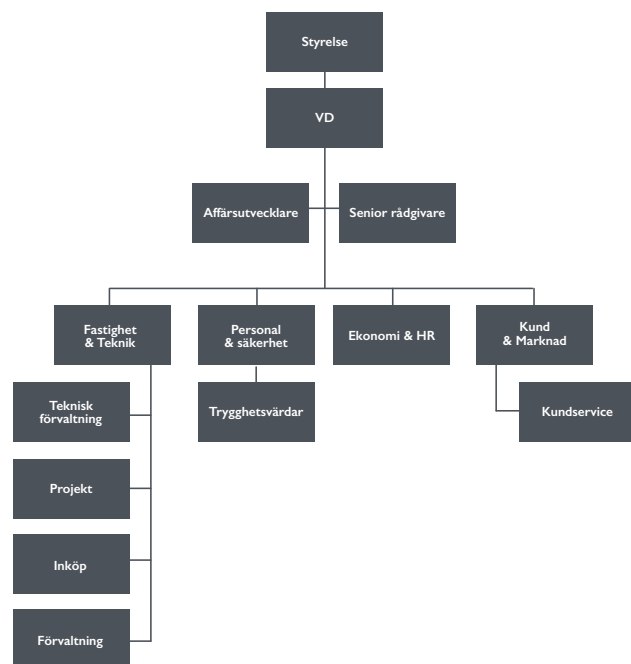 Styrelse
VD
Affärsutvecklare
Senior rådgivare
Fastighet
& Teknik
Personal
& säkerhet
Ekonomi & HR
Kund
& Marknad
Teknisk
förvaltning
Trygghetsvärdar
Kundservice
Projekt
Inköp
Förvaltning